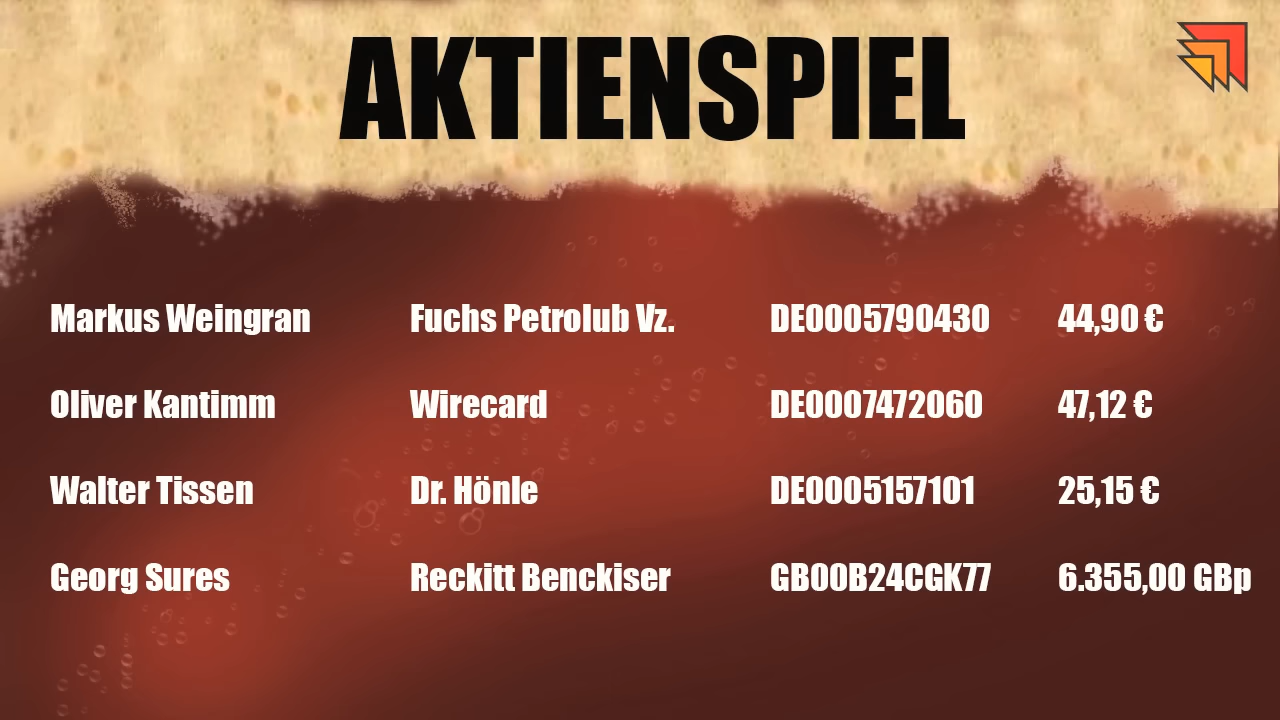 AKTIENSPIEL
Markus Weingran Fuchs Petrolub Vz. DE0005790430 44,90 €
Oliver Kantimm Wirecard DE0007472060 47,12 €
Walter Tissen Dr. Hönle DE0005157101 25,15 €
Georg Sures Reckitt Benckiser GB00B24CGK77 6.355,00 GBp